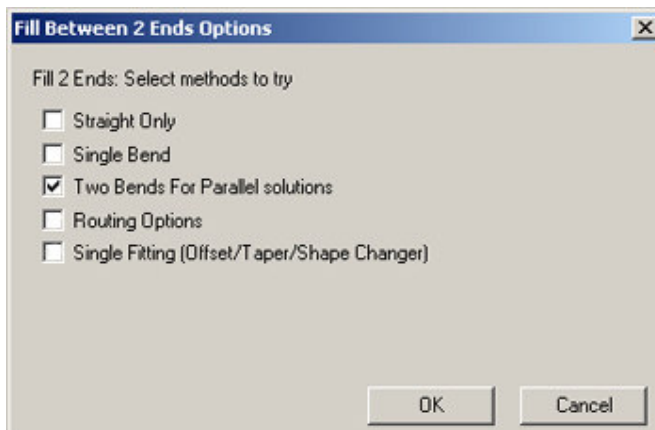 Fill Between 2 Ends Options
Fill 2 Ends: Select methods to try
Straight Only
Single Bend
Two Bends For Parallel solutions
Routing Options
Single Fitting (Offset/Taper/Shape Changer)
OK
Cancel